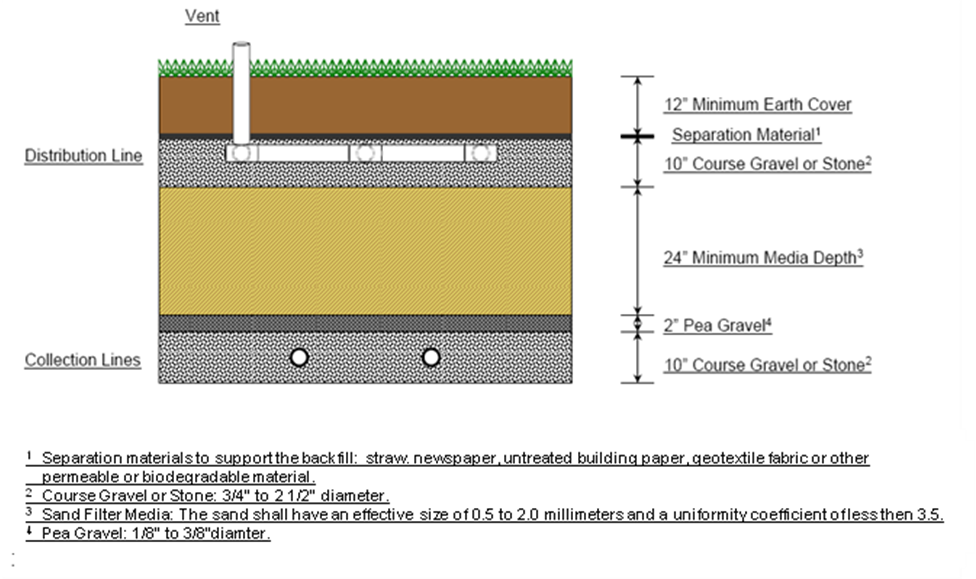 Vent
12” Minimum Earth Cover
Separation Material1
Distribution Line
10” Course Gravel or Stone2
24” Minimum Media Depth3
2” Pea Gravel4
Collection Lines
10” Course Gravel or Stone2
1 Separation materials to support the backfill: straw. newspaper, untreated building paper, geotextile fabric or other
permeable or biodegradable material.
2 Course Gravel or Stone: 3/4" to 2 1/2" diameter.
3 Sand Filter Media: The sand shall have an effective size of 0.5 to 2.0 millimeters and a uniformity coefficient of less then 3.5.
4 Pea Gravel: 1/8" to 3/8"diamter.
: